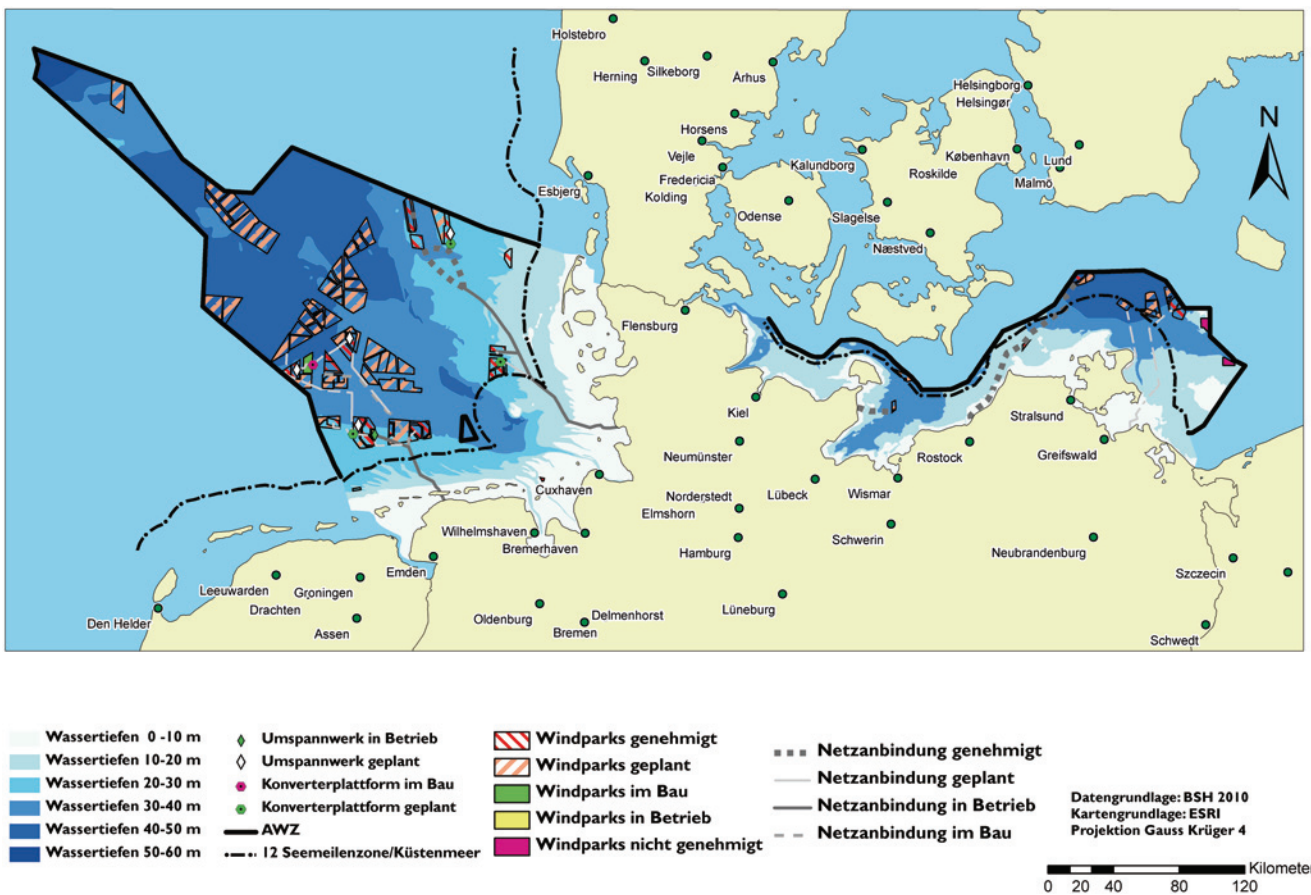 Holstebro
Herning
Silkeborg
Århus
Helsingborg
Helsingør
Horsens
Vejle
Fredericia
Kolding
Kalundborg
København
Lund
Roskilde
Malmö
Esbjerg
Odense
Slagelse
Næstved
N
Flensburg
Kiel
Stralsund
Neumünster
Rostock
Greifswald
Cuxhaven
Norderstedt
Elmshorn
Lübeck
Wismar
Wilhelmshaven
Bremerhaven
Hamburg
Schwerin
Neubrandenburg
Emden
Szczecin
Leeuwarden
Groningen
Drachten
Den Helder
Assen
Oldenburg
Delmenhorst
Bremen
Lüneburg
Schwedt
Wassertiefen 0 -10 m
Wassertiefen 10-20 m
Wassertiefen 20-30 m
Wassertiefen 30-40 m
Wassertiefen 40-50 m
Wassertiefen 50-60 m
Umspannwerk in Betrieb
Umspannwerk geplant
Konverterplattform im Bau
Konverterplattform geplant
AWZ
12 Seemeilenzone/Küstenmeer
Windparks genehmigt
Windparks geplant
Windparks im Bau
Windparks in Betrieb
Windparks nicht genehmigt
Netzanbindung genehmigt
Netzanbindung geplant
Netzanbindung in Betrieb
Netzanbindung im Bau
Datengrundlage: BSH 2010
Kartengrundlage: ESRI
Projektion Gauss Krüger 4
Kilomete
0 20 40 80 120